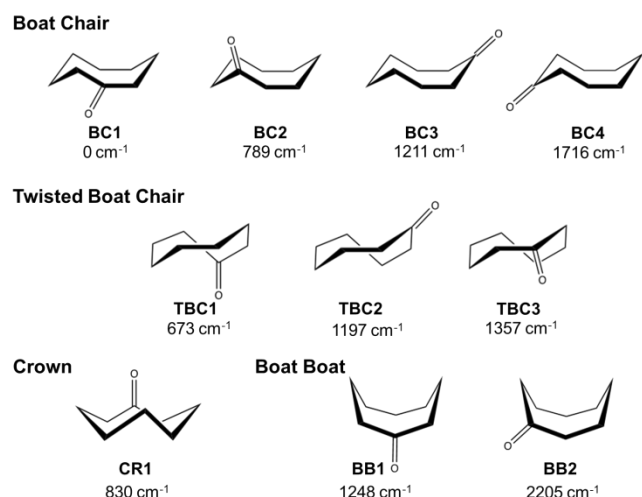 Boat Chair
O
O
O
O
BC1 BC2 BC3 BC4
0 cm⁻¹ 789 cm⁻¹ 1211 cm⁻¹ 1716 cm⁻¹
Twisted Boat Chair
O
O
O
TBC1 TBC2 TBC3
673 cm⁻¹ 1197 cm⁻¹ 1357 cm⁻¹
Crown Boat Boat
O
O
O
CR1 BB1 BB2
830 cm⁻¹ 1248 cm⁻¹ 2205 cm⁻¹